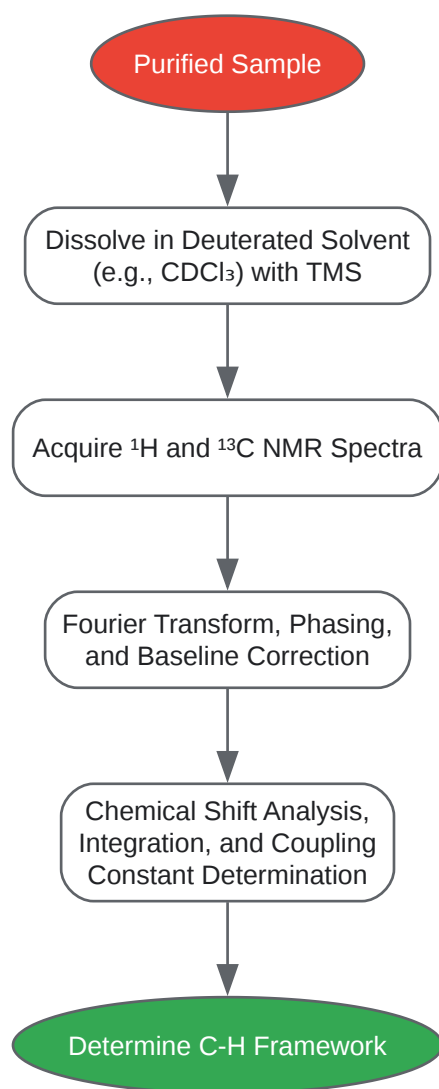 Purified Sample
Dissolve in Deuterated Solvent
(e.g., CDCl₃) with TMS
Acquire ¹H and ¹³C NMR Spectra
Fourier Transform, Phasing,
and Baseline Correction
Chemical Shift Analysis,
Integration, and Coupling
Constant Determination
Determine C-H Framework